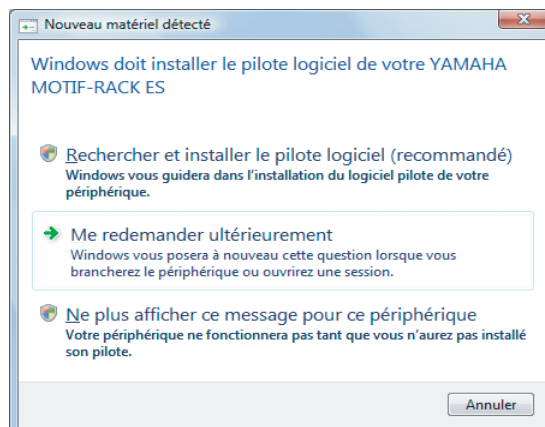 Nouveau matériel détecté
Windows doit installer le pilote logiciel de votre YAMAHA
MOTIF-RACK ES
Rechercher et installer le pilote logiciel (recommandé)
Windows vous guidera dans l'installation du logiciel pilote de votre
périphérique.
Me redemander ultérieurement
Windows vous posera à nouveau cette question lorsque vous
brancherez le périphérique ou ouvrirez une session.
Ne plus afficher ce message pour ce périphérique
Votre périphérique ne fonctionnera pas tant que vous n'aurez pas installé
son pilote.
Annuler